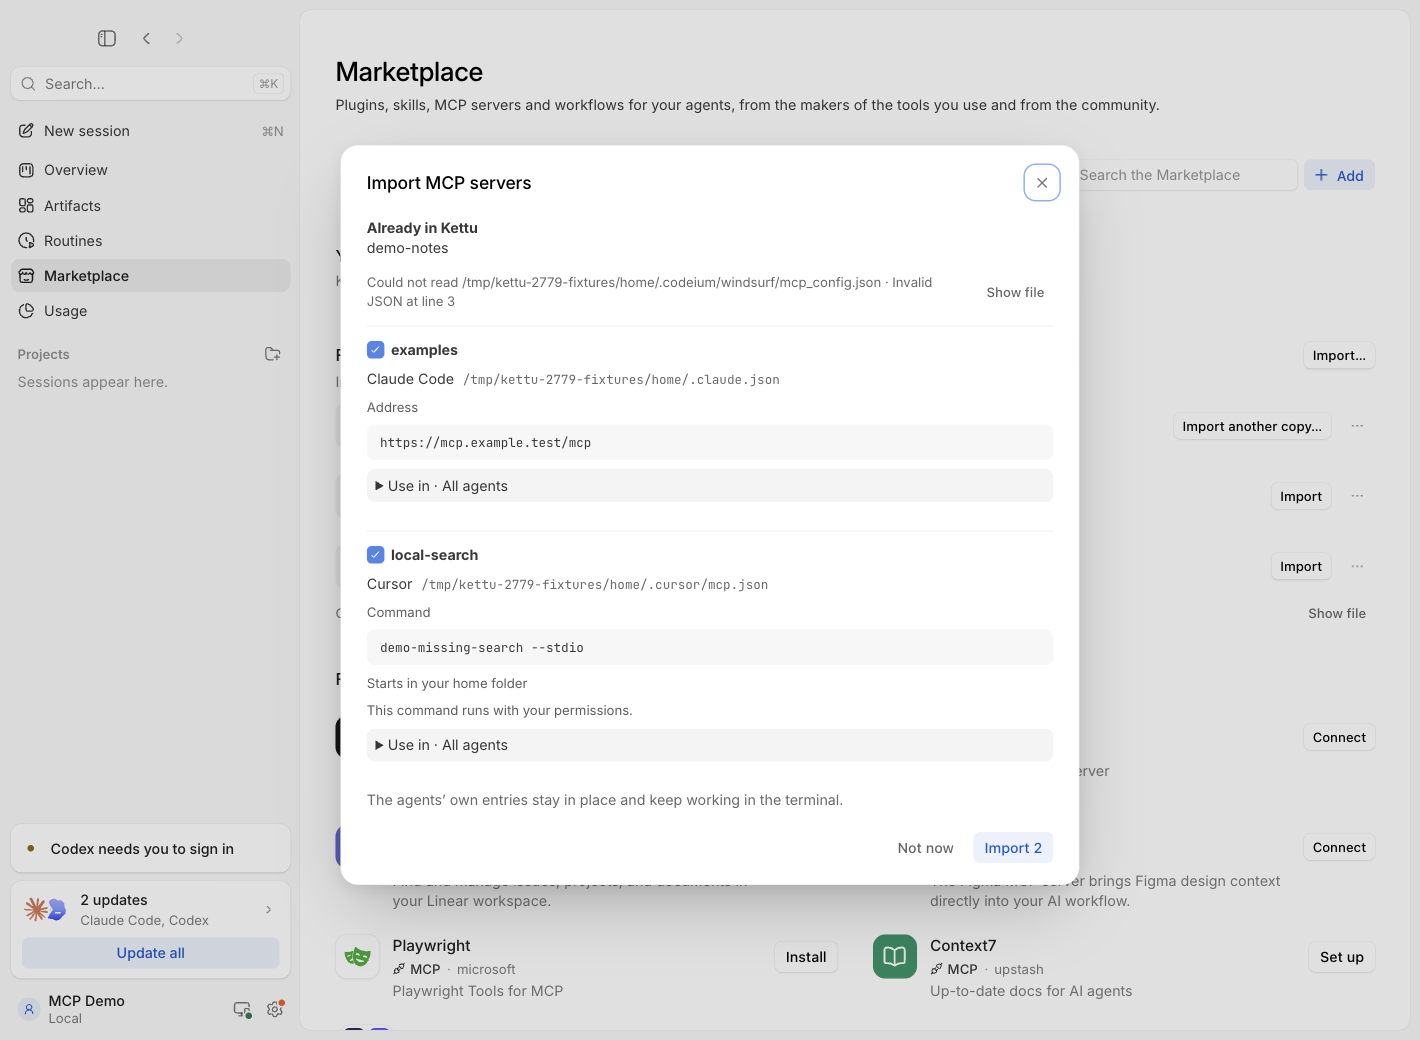 Search...
⌘K
New session
⌘N
Overview
Artifacts
Routines
Marketplace
Usage
Projects
Sessions appear here.
Codex needs you to sign in
2 updates
Claude Code, Codex
Update all
MCP Demo
Local
Marketplace
Plugins, skills, MCP servers and workflows for your agents, from the makers of the tools you use and from the community.
Search the Marketplace
+ Add
Import...
Import another copy...
Import
Import
Show file
Connect
Connect
Import MCP servers
Already in Kettu
demo-notes
Could not read /tmp/kettu-2779-fixtures/home/.codeium/windsurf/mcp_config.json · Invalid
JSON at line 3
Show file
examples
Claude Code /tmp/kettu-2779-fixtures/home/.claude.json
Address
https://mcp.example.test/mcp
Use in · All agents
local-search
Cursor /tmp/kettu-2779-fixtures/home/.cursor/mcp.json
Command
demo-missing-search --stdio
Starts in your home folder
This command runs with your permissions.
Use in · All agents
The agents’ own entries stay in place and keep working in the terminal.
Not now
Import 2
your Linear workspace.
brings Figma design context
directly into your AI workflow.
Playwright
MCP · microsoft
Playwright Tools for MCP
Install
Context7
MCP · upstash
Up-to-date docs for AI agents
Set up